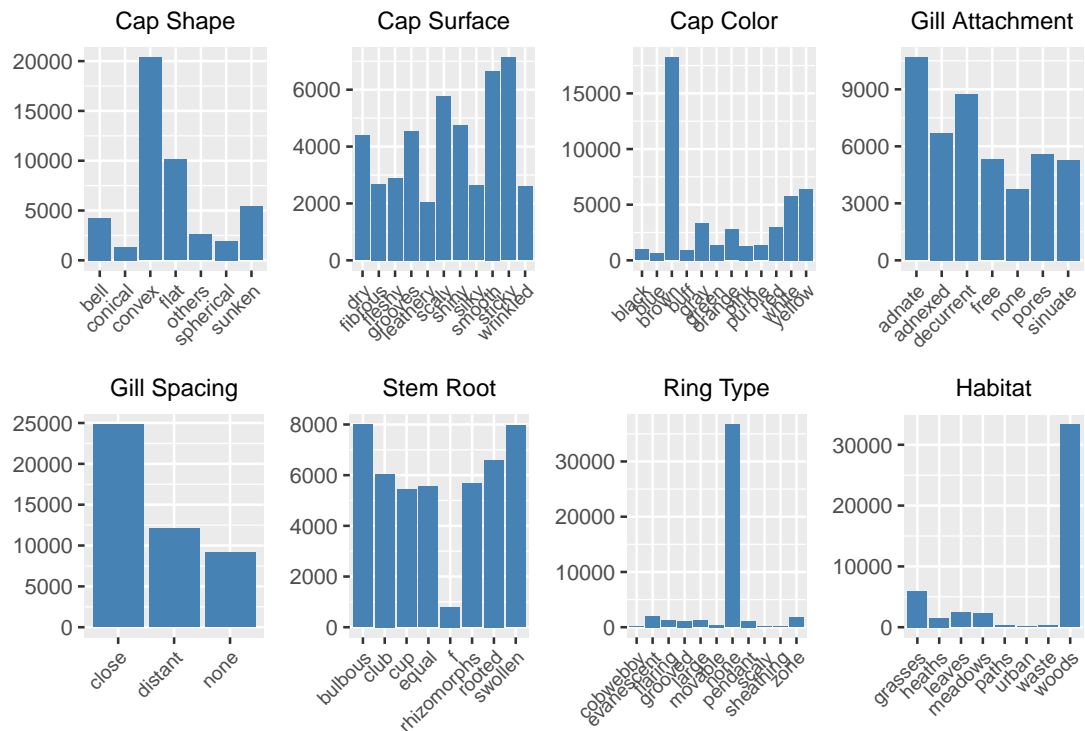 Cap Shape
20000
15000
10000
5000
0
bell
conical
convex
flat
others
spherical
sunken
Cap Surface
6000
4000
2000
0
dry
fibrous
fleshy
grooves
leathery
scaly
shiny
silky
smooth
sticky
wrinkled
Cap Color
15000
10000
5000
0
black
blue
brown
buff
gray
green
orange
pink
purple
red
white
yellow
Gill Attachment
9000
6000
3000
0
adnate
adnexed
decurrent
free
none
pores
sinuate
Gill Spacing
25000
20000
15000
10000
5000
0
close
distant
none
Stem Root
8000
6000
4000
2000
0
bulbous
club
cup
equal
f
rhizomorphs
rooted
swollen
Ring Type
30000
20000
10000
0
cobwebby
evanescent
flaring
grooved
large
movable
none
pendant
scaly
sheathing
zone
Habitat
30000
20000
10000
0
grasses
heaths
leaves
meadows
paths
urban
waste
woods